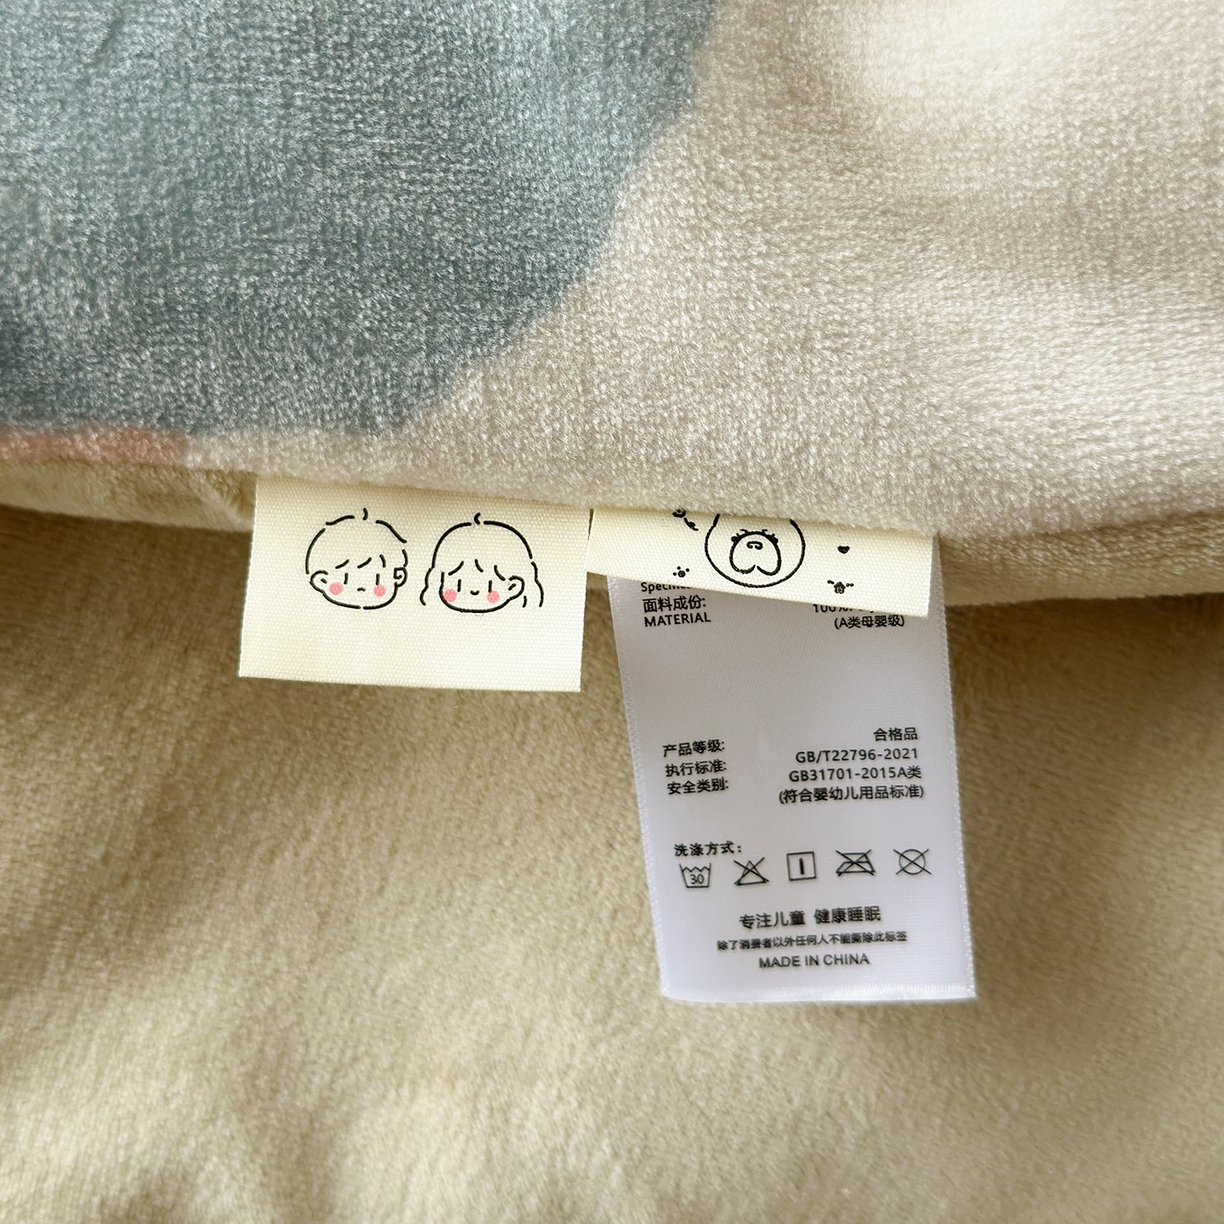 面料成份:
MATERIAL
(A类母婴级)
产品等级: 合格品
执行标准: GB/T22796-2021
安全类别: GB31701-2015A类
(符合婴幼儿用品标准)
洗涤方式:
30
专注儿童 健康睡眠
除了消费者以外任何人不能撕除此标签
MADE IN CHINA